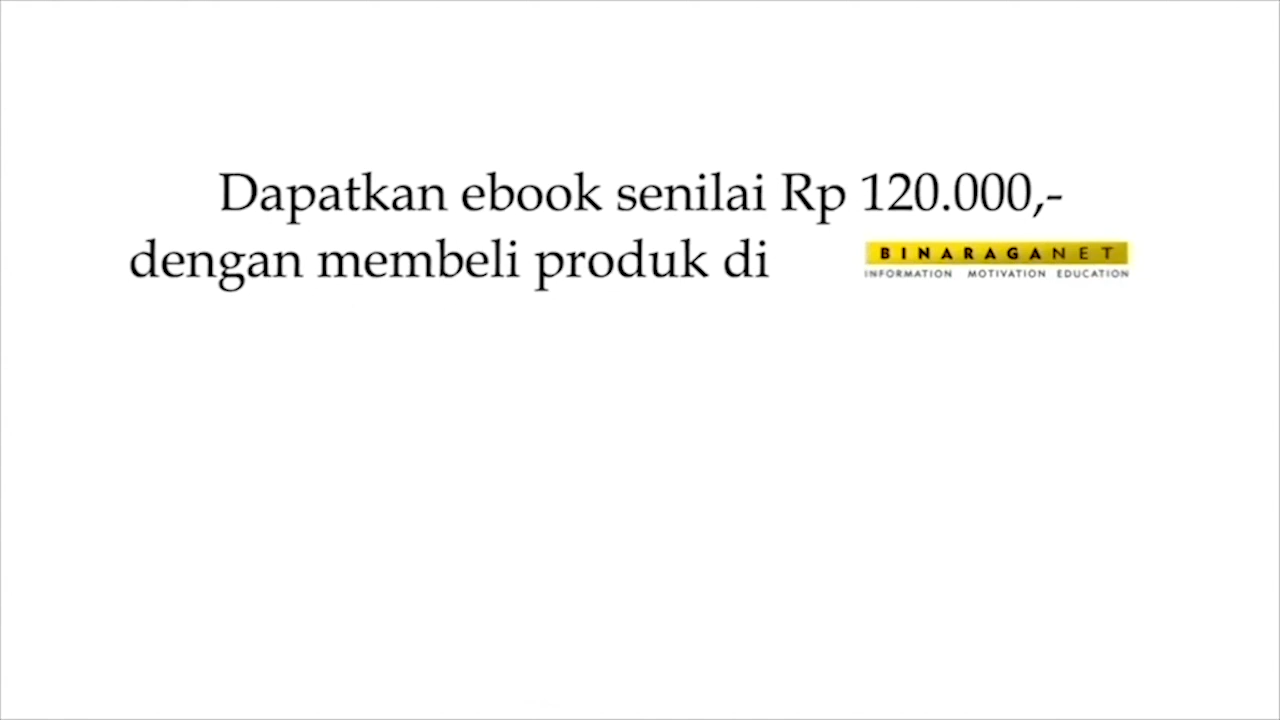 Dapatkan ebook senilai Rp 120.000,-
dengan membeli produk di BINARAGANET
INFORMATION MOTIVATION EDUCATION